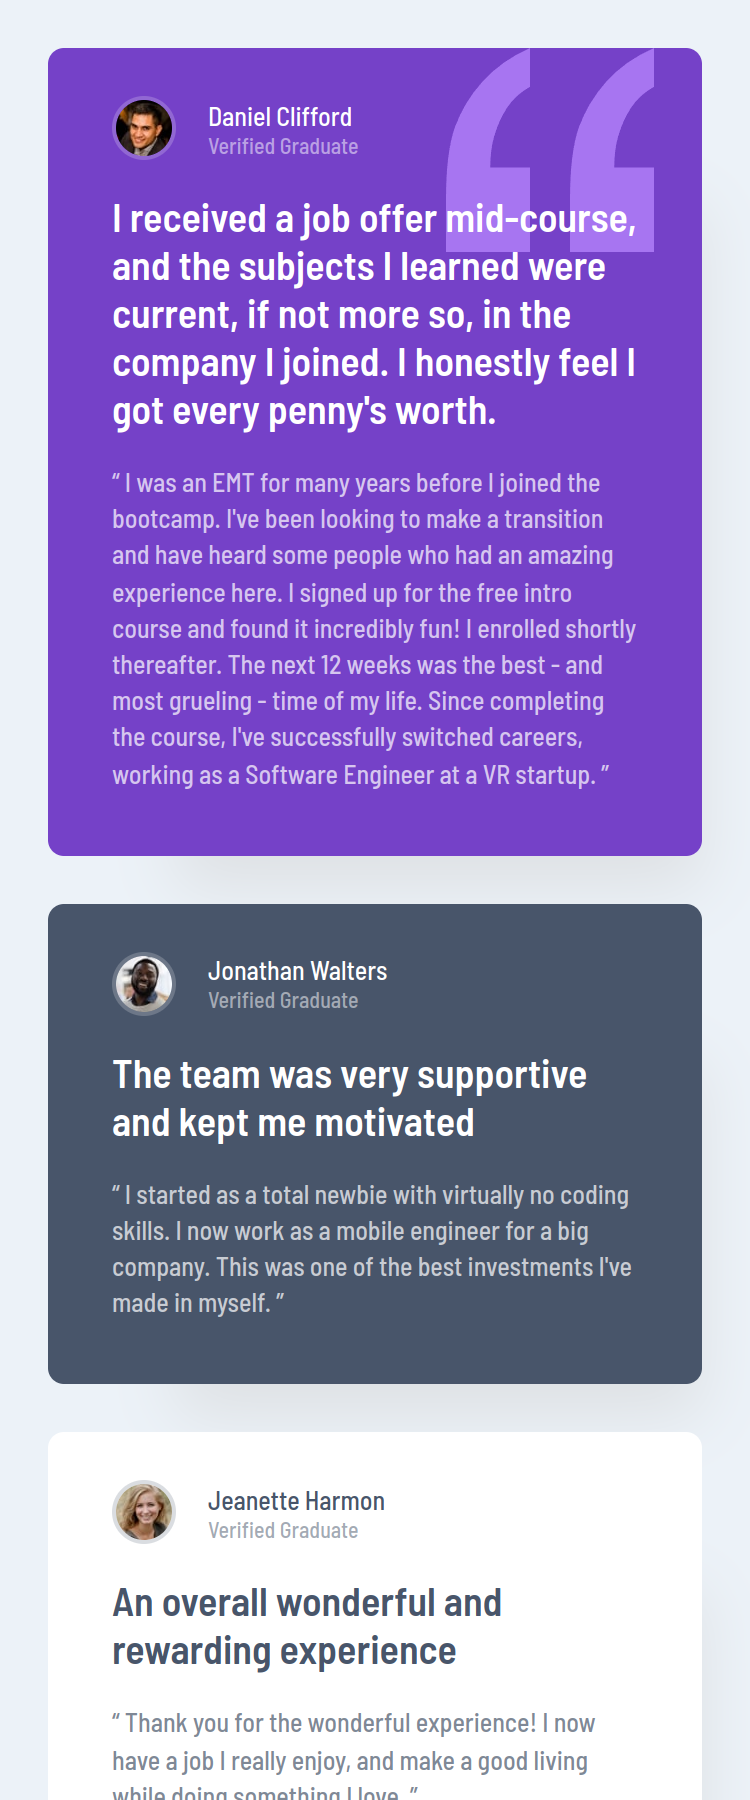 Daniel Clifford
Verified Graduate
I received a job offer mid-course,
and the subjects I learned were
current, if not more so, in the
company I joined. I honestly feel I
got every penny's worth.
“ I was an EMT for many years before I joined the
bootcamp. I've been looking to make a transition
and have heard some people who had an amazing
experience here. I signed up for the free intro
course and found it incredibly fun! I enrolled shortly
thereafter. The next 12 weeks was the best - and
most grueling - time of my life. Since completing
the course, I've successfully switched careers,
working as a Software Engineer at a VR startup. ”
Jonathan Walters
Verified Graduate
The team was very supportive
and kept me motivated
“ I started as a total newbie with virtually no coding
skills. I now work as a mobile engineer for a big
company. This was one of the best investments I've
made in myself. ”
Jeanette Harmon
Verified Graduate
An overall wonderful and
rewarding experience
“ Thank you for the wonderful experience! I now
have a job I really enjoy, and make a good living
while doing something I love. ”